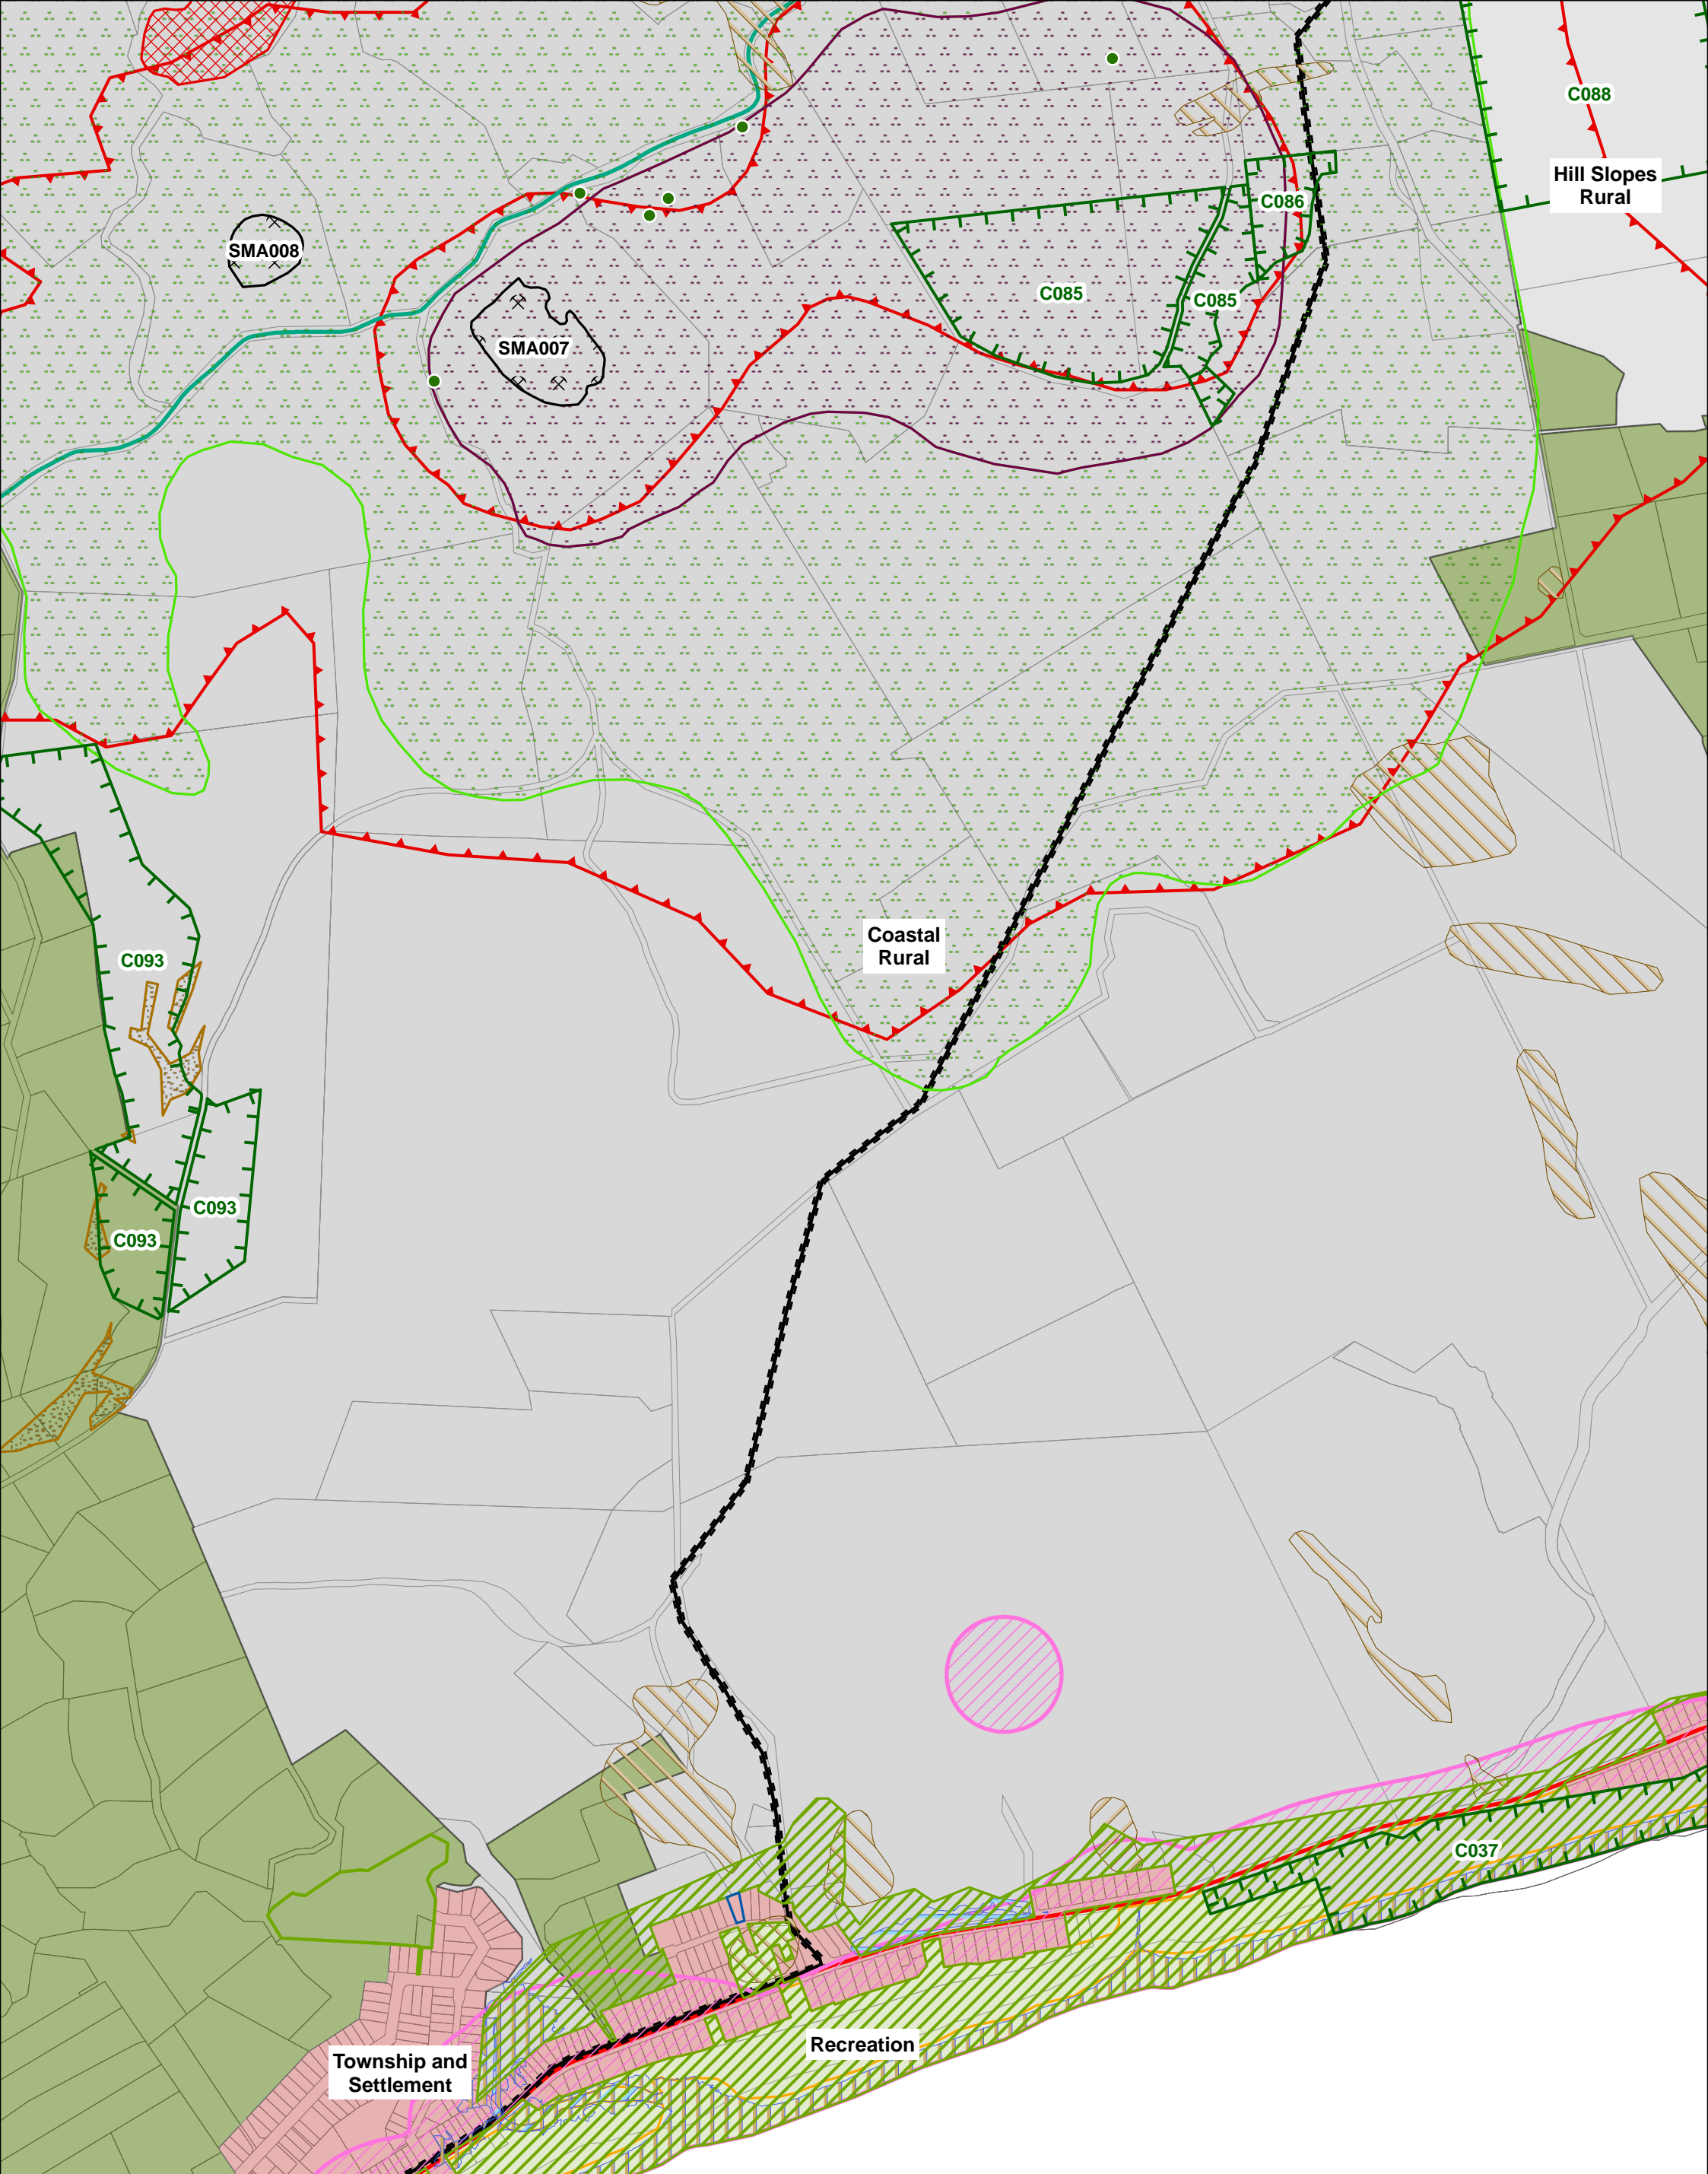 C088
Hill Slopes
Rural
C086
SMA008
C085
C085
SMA007
Coastal
Rural
C093
C093
C093
C037
Recreation
Township and
Settlement